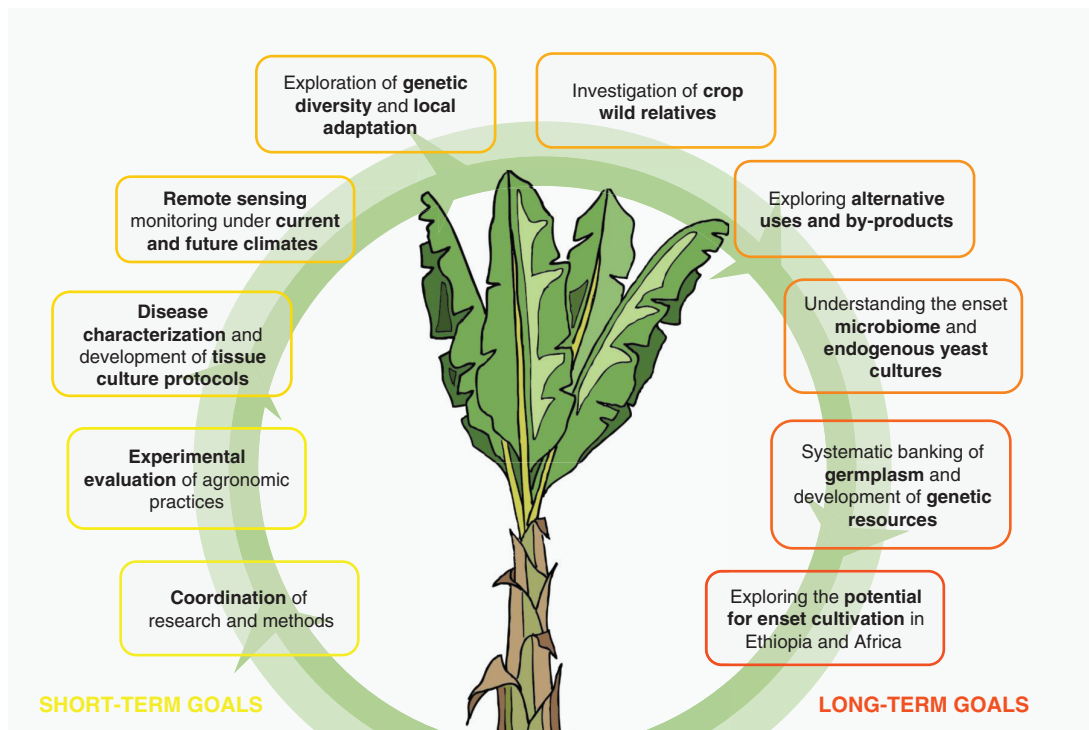 Exploration of genetic
diversity and local
adaptation
Investigation of crop
wild relatives
Remote sensing
monitoring under current
and future climates
Exploring alternative
uses and by-products
Disease
characterization and
development of tissue
culture protocols
Understanding the enset
microbiome and
endogenous yeast
cultures
Experimental
evaluation of agronomic
practices
Systematic banking of
germplasm and
development of genetic
resources
Coordination of
research and methods
Exploring the potential
for enset cultivation in
Ethiopia and Africa
SHORT-TERM GOALS
LONG-TERM GOALS